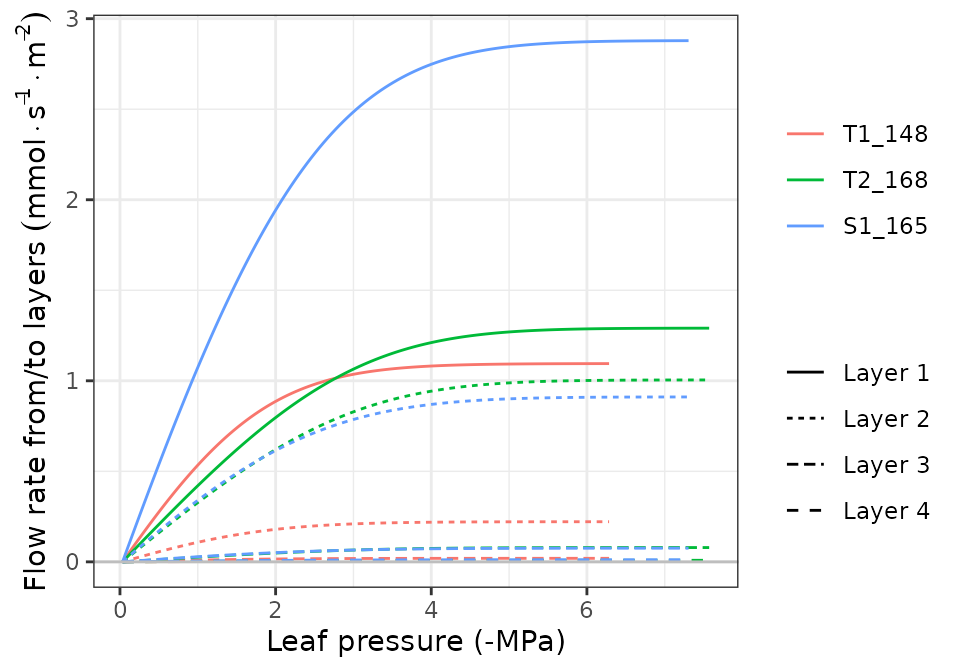 Flow rate from/to layers (mmol · s⁻¹ · m⁻²)
3
2
1
0
0 2 4 6
Leaf pressure (-MPa)
T1_148
T2_168
S1_165
Layer 1
Layer 2
Layer 3
Layer 4